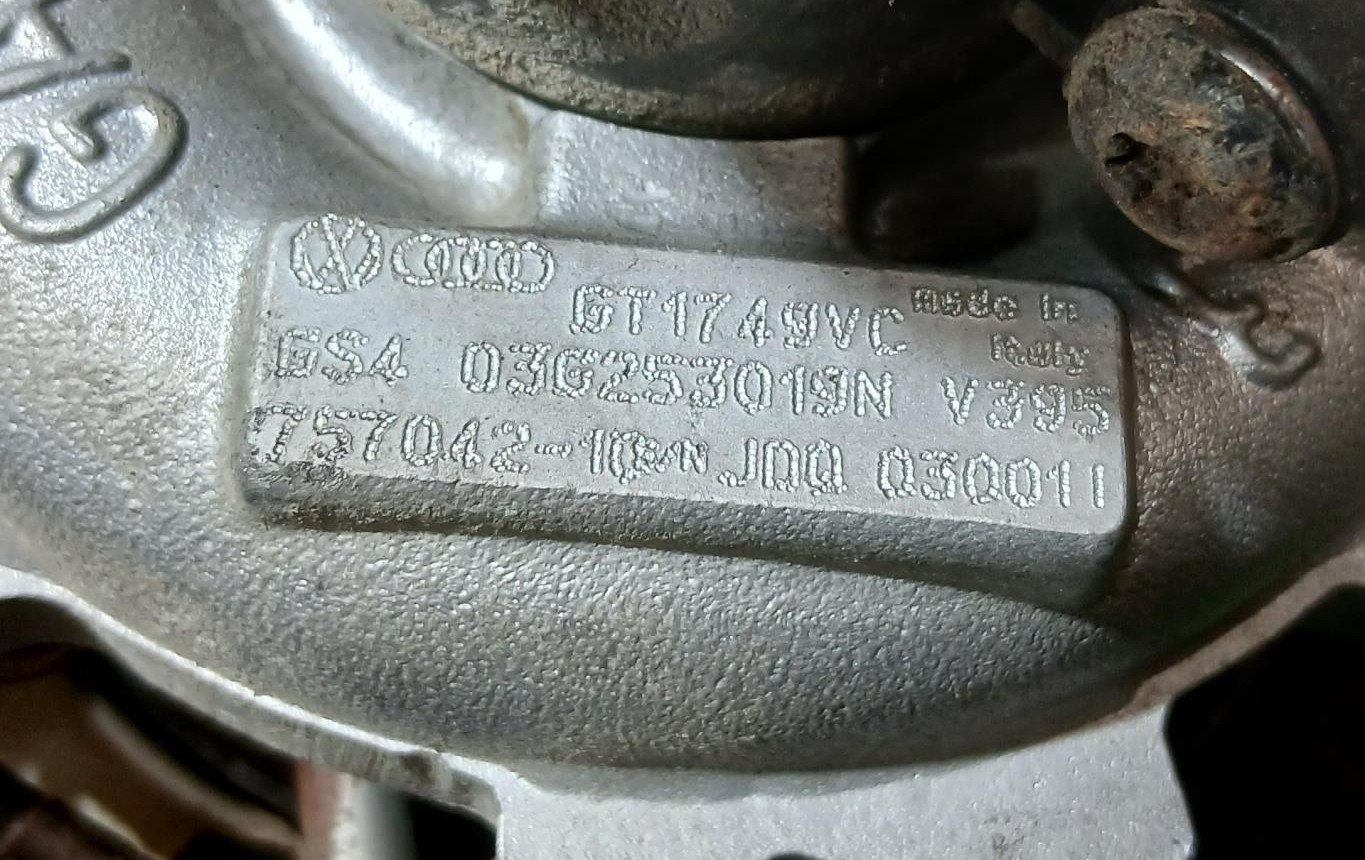 GT1749VC made in Italy
GS4 03G253019N V395
757042-10 JDQ 030011